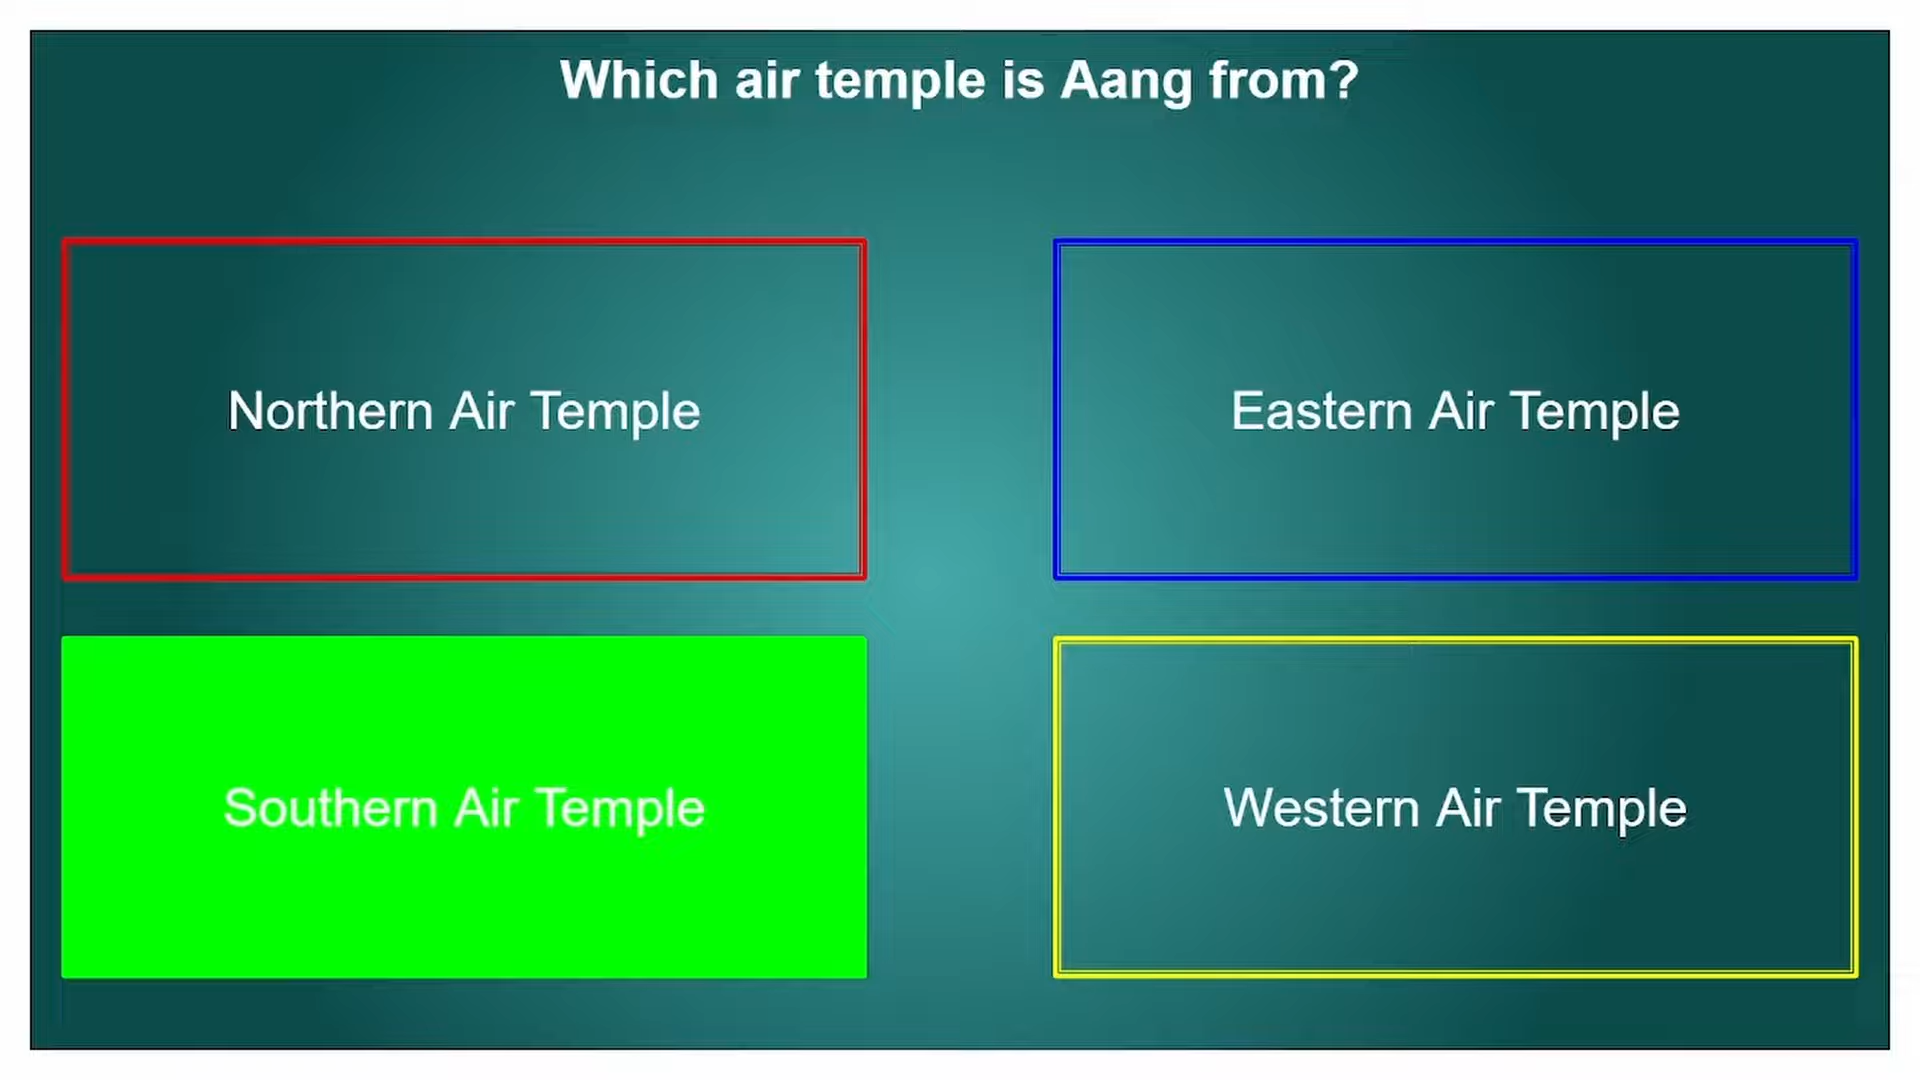 Which air temple is Aang from?
Northern Air Temple
Eastern Air Temple
Southern Air Temple
Western Air Temple